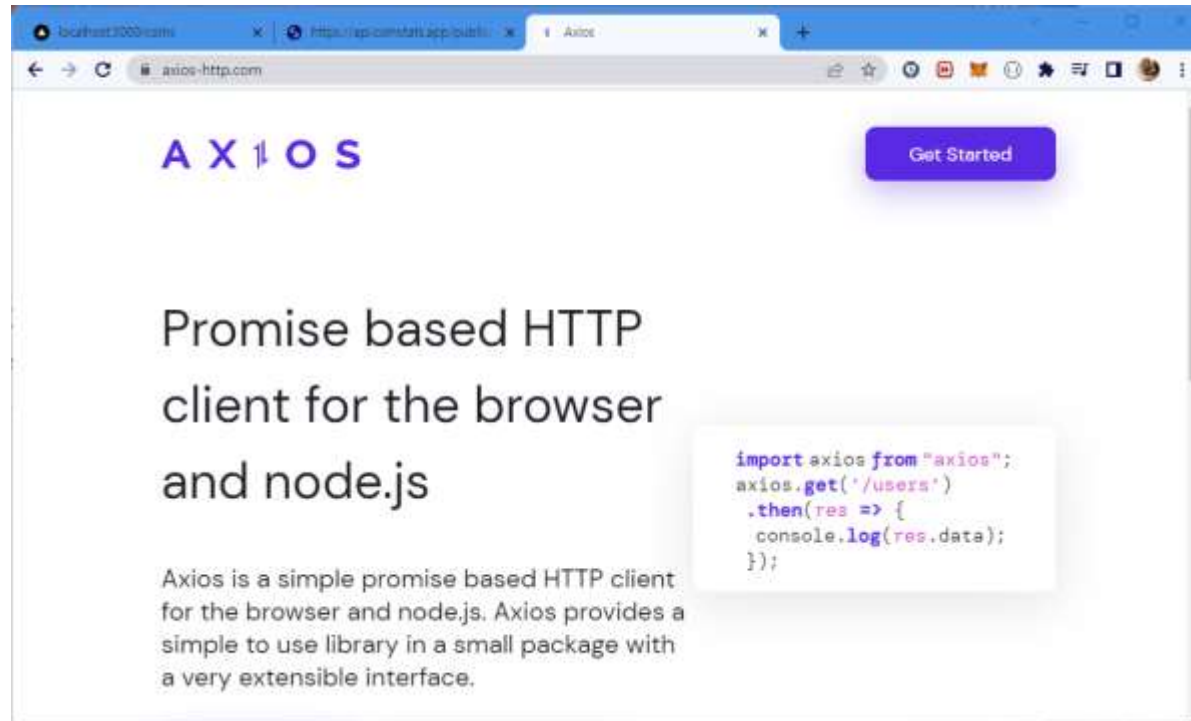 Axios
axios-http.com
AXIOS
Get Started
Promise based HTTP
client for the browser
and node.js
import axios from "axios";
axios.get('/users')
.then(res => {
console.log(res.data);
});
Axios is a simple promise based HTTP client
for the browser and node.js. Axios provides a
simple to use library in a small package with
a very extensible interface.